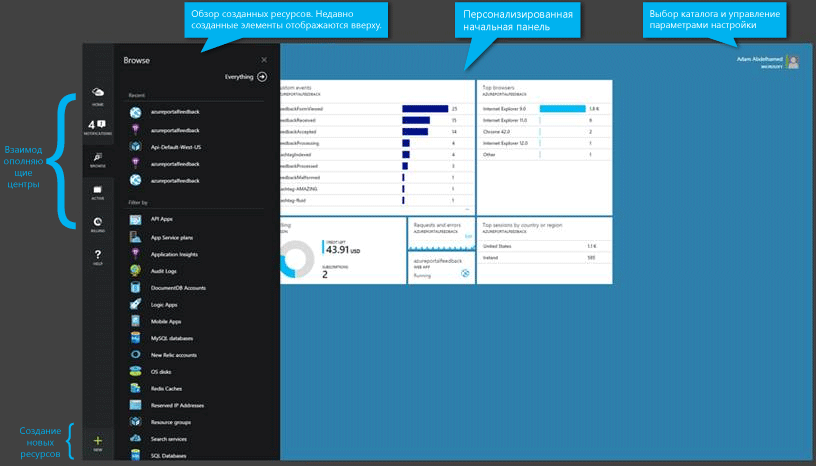 Обзор созданных ресурсов. Недавно
созданные элементы отображаются вверху.
Персонализированная
начальная панель
Выбор каталога и управление
параметрами настройки
Adam Abdelhamed
MICROSOFT
Взаимод
ополняю
щие
центры
Создание
новых
ресурсов
HOME
4
NOTIFICATIONS
BROWSE
ACTIVE
BILLING
?
HELP
NEW
Browse
Everything
Recent
azureportalfeedback
azureportalfeedback
Api-Default-West-US
azureportalfeedback
azureportalfeedback
Filter by
API Apps
App Service plans
Application Insights
Audit Logs
DocumentDB Accounts
Logic Apps
Mobile Apps
MySQL databases
New Relic accounts
OS disks
Redis Caches
Reserved IP Addresses
Resource groups
Search services
SQL Databases
ustom events
AZUREPORTALFEEDBACK
eedbackFormViewed 25
eedbackReceived 15
eedbackAccepted 14
eedbackProcessing 4
ashtagIndexed 4
eedbackProcessed 3
eedbackMalformed 1
ashtag-AMAZING 1
ashtag-fluid 1
Top browsers
AZUREPORTALFEEDBACK
Internet Explorer 9.0 1.8 K
Internet Explorer 11.0 8
Chrome 42.0 2
Internet Explorer 12.0 1
Other 1
illing
CREDIT LEFT
43.91 USD
SUBSCRIPTIONS
2
Requests and errors
AZUREPORTALFEEDBACK
Edit
azureportalfeedback
WEB APP
Running
Top sessions by country or region
AZUREPORTALFEEDBACK
United States 1.1 K
Ireland 585